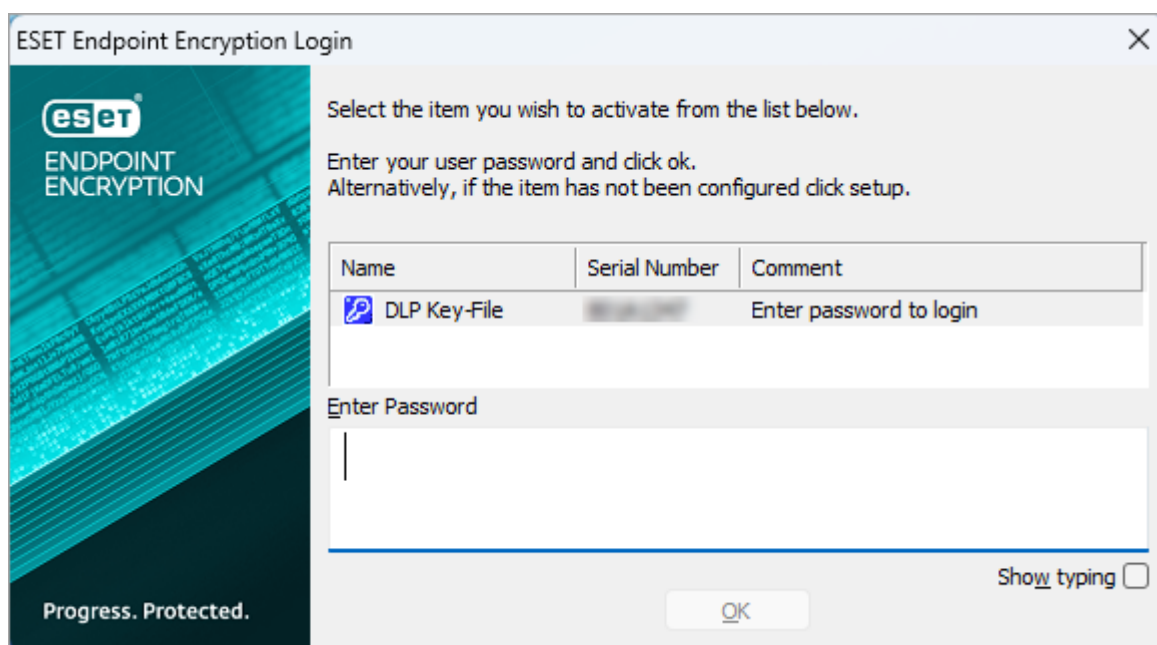 ESET Endpoint Encryption Login
eset
ENDPOINT
ENCRYPTION
Select the item you wish to activate from the list below.
Enter your user password and click ok.
Alternatively, if the item has not been configured click setup.
Name Serial Number Comment
DLP Key-File Enter password to login
Enter Password
Show typing
OK
Progress. Protected.